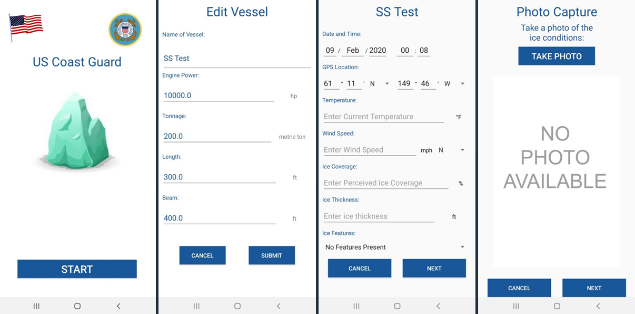 US Coast Guard
START
Edit Vessel
Name of Vessel:
SS Test
Engine Power:
10000.0 hp
Tonnage:
200.0 metric ton
Length:
300.0 ft
Beam:
400.0 ft
CANCEL SUBMIT
SS Test
Date and Time:
09 / Feb / 2020 00 : 08
GPS Location:
61 ° 11 ' N 149 ° 46 ' W
Temperature:
Enter Current Temperature °F
Wind Speed:
Enter Wind Speed mph N
Ice Coverage:
Enter Perceived Ice Coverage %
Ice Thickness:
Enter ice thickness ft
Ice Features:
No Features Present
CANCEL NEXT
Photo Capture
Take a photo of the
ice conditions:
TAKE PHOTO
NO
PHOTO
AVAILABLE
CANCEL NEXT